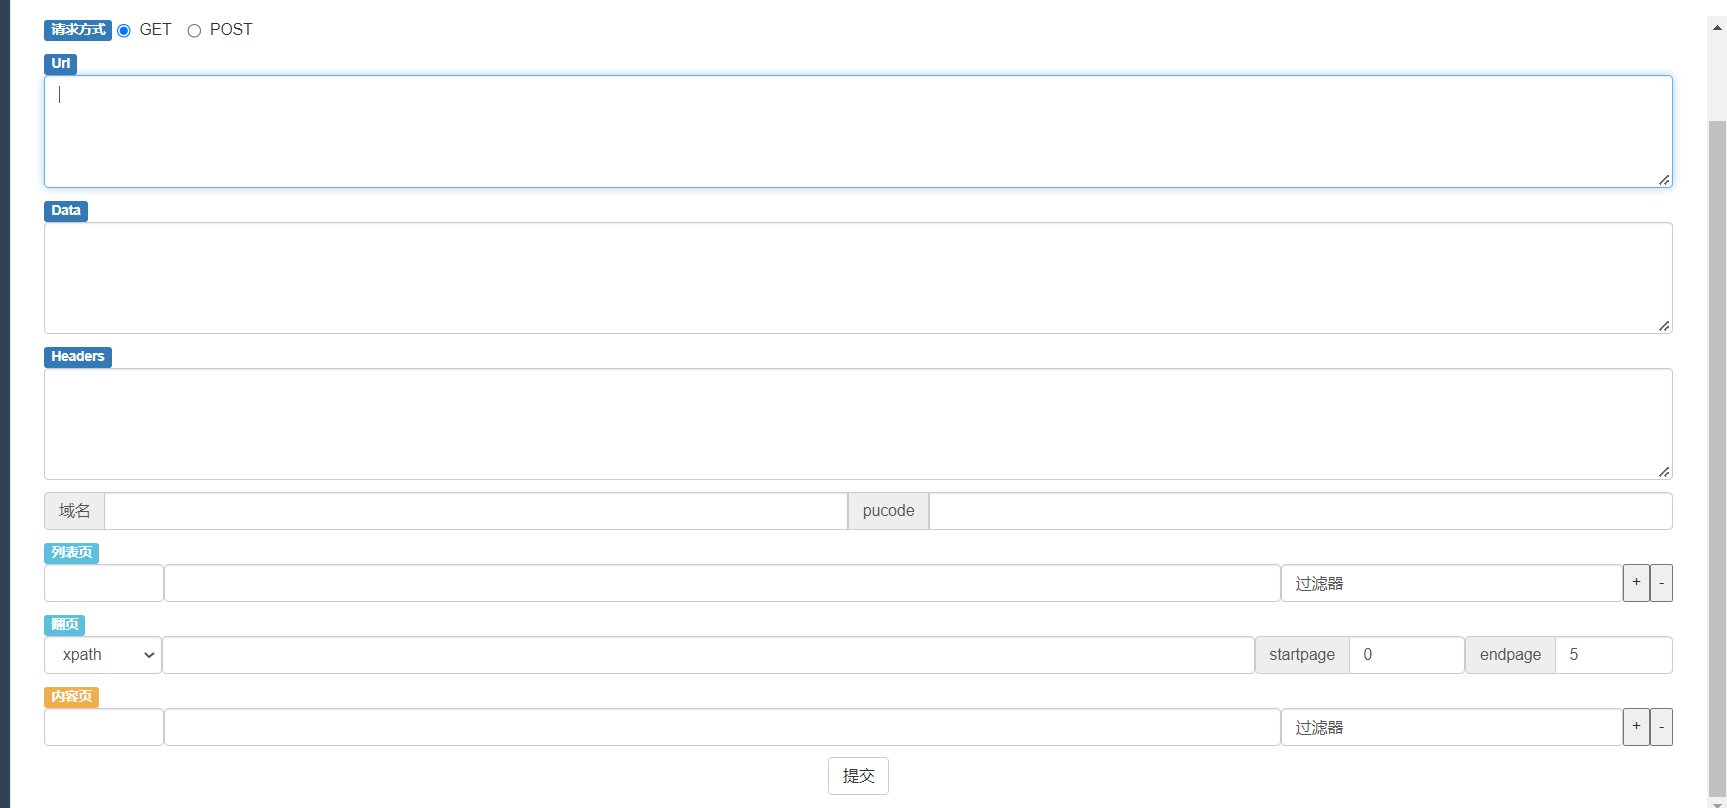 请求方式 GET POST
Url
Data
Headers
域名 pucode
列表页
过滤器 + -
翻页
xpath startpage 0 endpage 5
内容页
过滤器 + -
提交